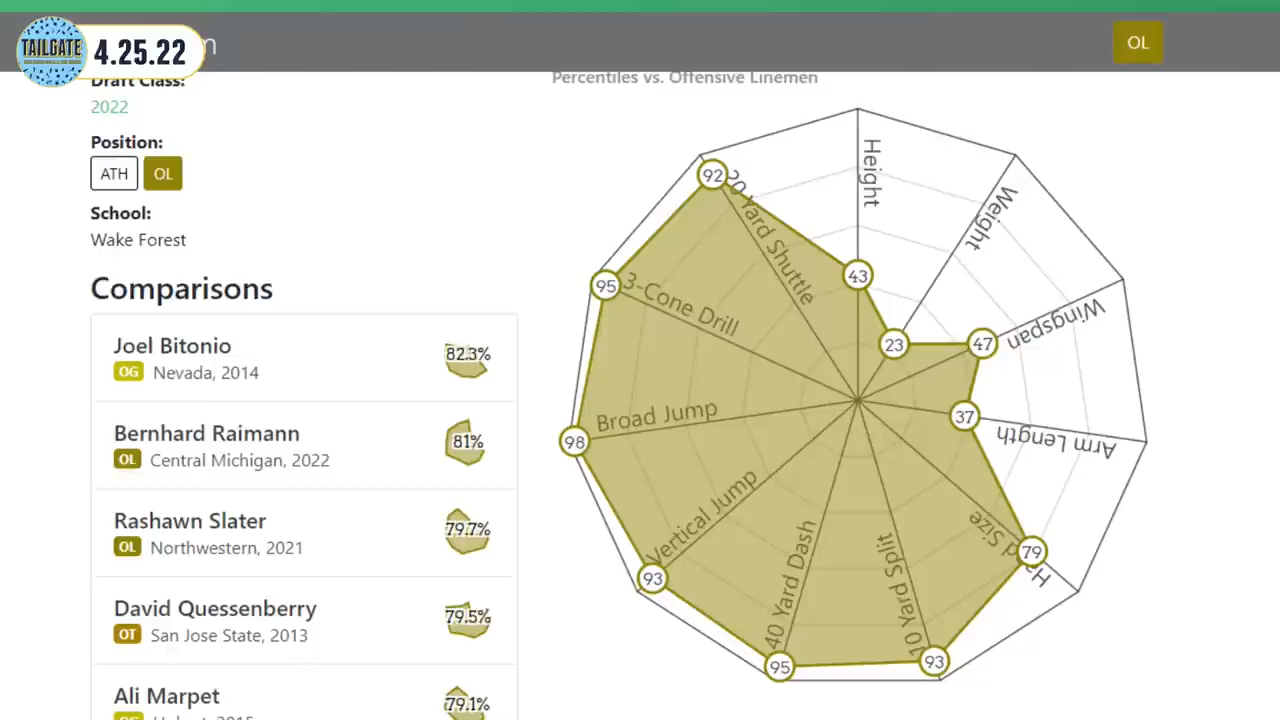 TAILGATE
4.25.22
OL
Draft Class:
2022
Position:
ATH OL
School:
Wake Forest
Comparisons
Joel Bitonio
OG Nevada, 2014
82.3%
Bernhard Raimann
OL Central Michigan, 2022
81%
Rashawn Slater
OL Northwestern, 2021
79.7%
David Quessenberry
OT San Jose State, 2013
79.5%
Ali Marpet
79.1%
Percentiles vs. Offensive Linemen
Height
43
Weight
23
Wingspan
47
Arm Length
37
Hand Size
79
10 Yard Split
93
40 Yard Dash
95
Vertical Jump
93
Broad Jump
98
3-Cone Drill
95
20 Yard Shuttle
92